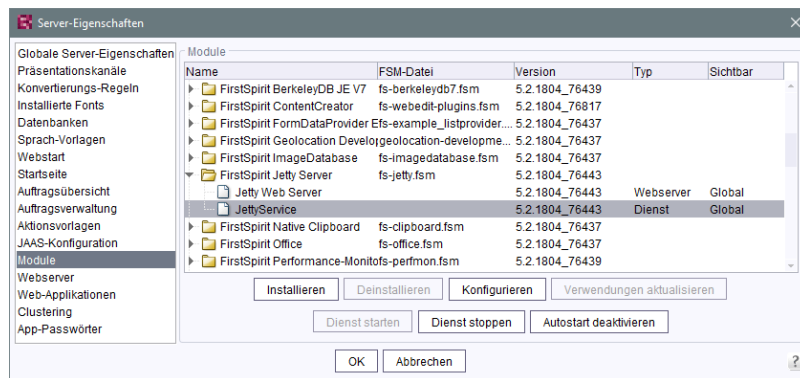 Server-Eigenschaften
Globale Server-Eigenschaften
Präsentationskanäle
Konvertierungs-Regeln
Installierte Fonts
Datenbanken
Sprach-Vorlagen
Webstart
Startseite
Auftragsübersicht
Auftragsverwaltung
Aktionsvorlagen
JAAS-Konfiguration
Module
Webserver
Web-Applikationen
Clustering
App-Passwörter
Module
Name FSM-Datei Version Typ Sichtbar
FirstSpirit BerkeleyDB JE V7 fs-berkeleydb7.fsm 5.2.1804_76439
FirstSpirit ContentCreator fs-webedit-plugins.fsm 5.2.1804_76817
FirstSpirit FormDataProvider E fs-example_listprovider.... 5.2.1804_76437
FirstSpirit Geolocation Develop geolocation-developme... 5.2.1804_76437
FirstSpirit ImageDatabase fs-imagedatabase.fsm 5.2.1804_76437
FirstSpirit Jetty Server fs-jetty.fsm 5.2.1804_76443
Jetty Web Server 5.2.1804_76443 Webserver Global
JettyService 5.2.1804_76443 Dienst Global
FirstSpirit Native Clipboard fs-clipboard.fsm 5.2.1804_76437
FirstSpirit Office fs-office.fsm 5.2.1804_76437
FirstSpirit Performance-Monito fs-perfmon.fsm 5.2.1804_76439
Installieren Deinstallieren Konfigurieren Verwendungen aktualisieren
Dienst starten Dienst stoppen Autostart deaktivieren
OK Abbrechen ?